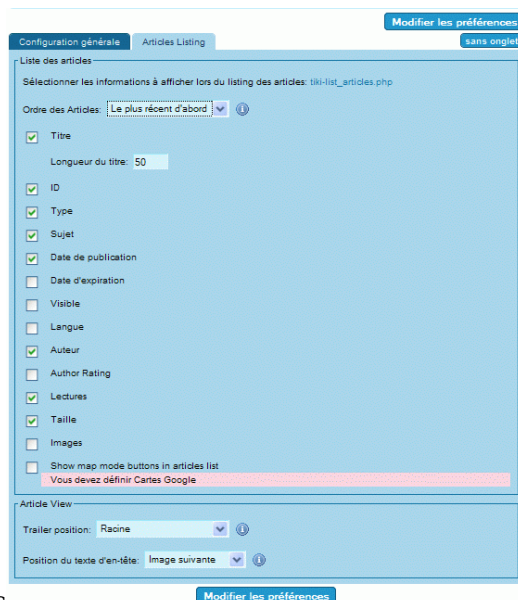 Modifier les préférences
Configuration générale Articles Listing sans onglet
Liste des articles
Sélectionner les informations à afficher lors du listing des articles: tiki-list_articles.php
Ordre des Articles: Le plus récent d'abord
Titre
Longueur du titre: 50
ID
Type
Sujet
Date de publication
Date d'expiration
Visible
Langue
Auteur
Author Rating
Lectures
Taille
Images
Show map mode buttons in articles list
Vous devez définir Cartes Google
Article View
Trailer position: Racine
Position du texte d'en-tête: Image suivante
Modifier les préférences